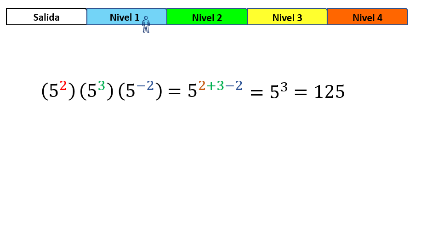 Salida Nivel 1 Nivel 2 Nivel 3 Nivel 4
(5²)(5³)(5⁻²) = 5²⁺³⁻² = 5³ = 125